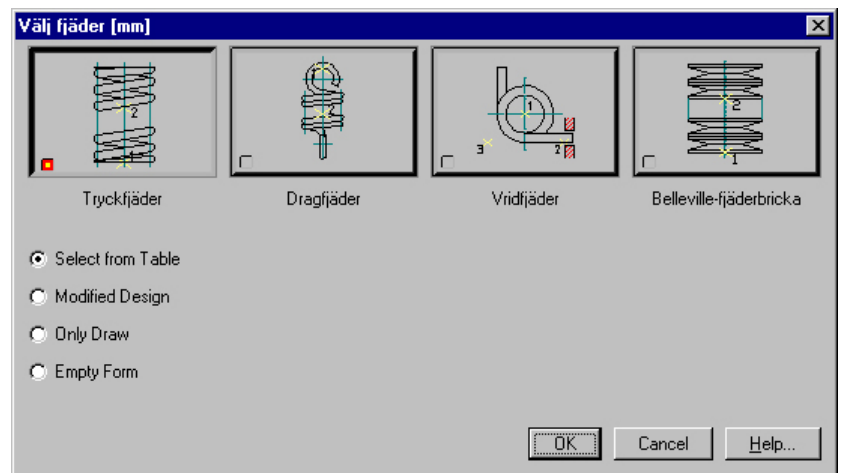 Välj fjäder [mm]
2
1
1
2
1
3
2
2
1
Tryckfjäder
Dragfjäder
Vridfjäder
Belleville-fjäderbricka
Select from Table
Modified Design
Only Draw
Empty Form
OK
Cancel
Help...